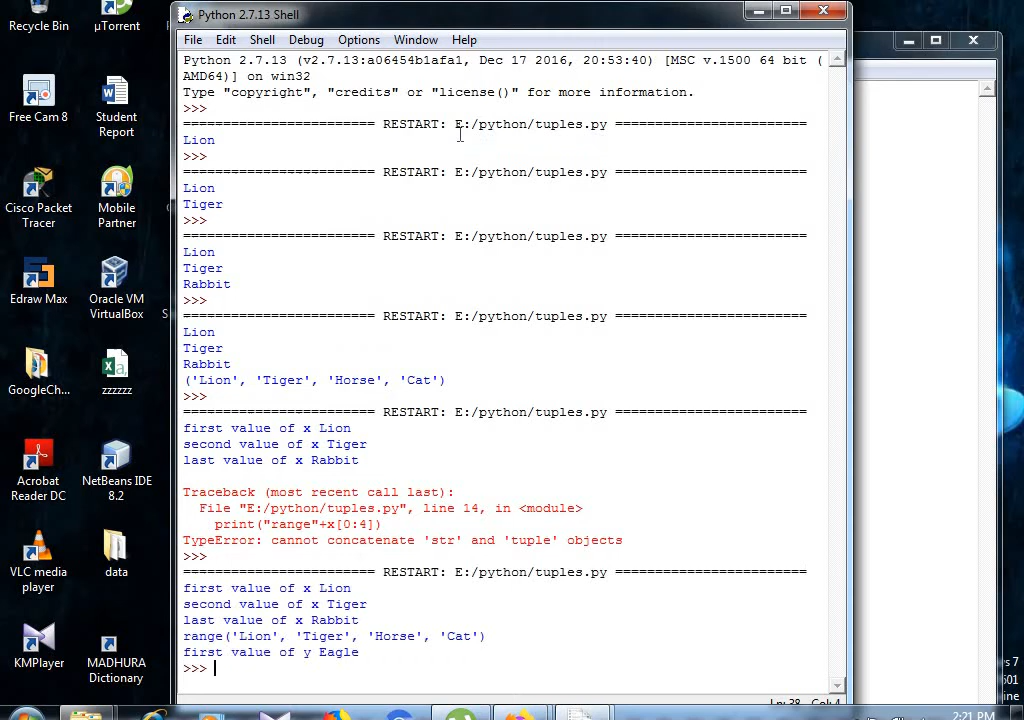 Recycle Bin
µTorrent
Free Cam 8
Student
Report
Cisco Packet
Tracer
Mobile
Partner
Edraw Max
Oracle VM
VirtualBox
GoogleCh...
zzzzzz
Acrobat
Reader DC
NetBeans IDE
8.2
VLC media
player
data
KMPlayer
MADHURA
Dictionary
Python 2.7.13 Shell
File Edit Shell Debug Options Window Help
Python 2.7.13 (v2.7.13:a06454b1afa1, Dec 17 2016, 20:53:40) [MSC v.1500 64 bit (
AMD64)] on win32
Type "copyright", "credits" or "license()" for more information.
>>>
======================== RESTART: E:/python/tuples.py ========================
Lion
>>>
======================== RESTART: E:/python/tuples.py ========================
Lion
Tiger
>>>
======================== RESTART: E:/python/tuples.py ========================
Lion
Tiger
Rabbit
>>>
======================== RESTART: E:/python/tuples.py ========================
Lion
Tiger
Rabbit
('Lion', 'Tiger', 'Horse', 'Cat')
>>>
======================== RESTART: E:/python/tuples.py ========================
first value of x Lion
second value of x Tiger
last value of x Rabbit
Traceback (most recent call last):
File "E:/python/tuples.py", line 14, in <module>
print("range"+x[0:4])
TypeError: cannot concatenate 'str' and 'tuple' objects
>>>
======================== RESTART: E:/python/tuples.py ========================
first value of x Lion
second value of x Tiger
last value of x Rabbit
range('Lion', 'Tiger', 'Horse', 'Cat')
first value of y Eagle
>>>
Ln: 38 Col: 4
s 7
601
ine
2:21 PM